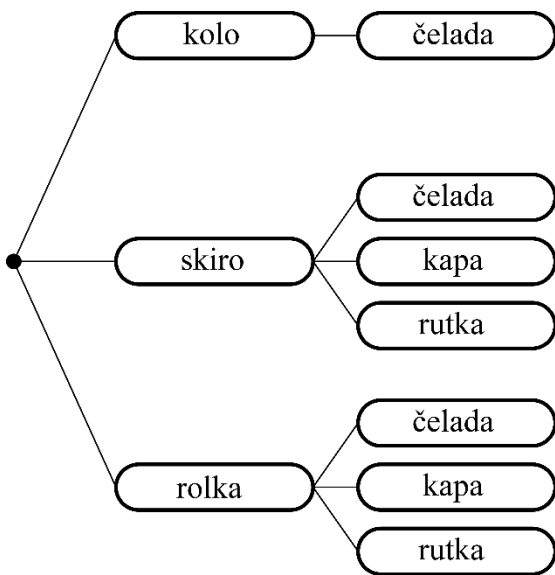 kolo čelada
čelada
skiro kapa
rutka
čelada
rolka kapa
rutka